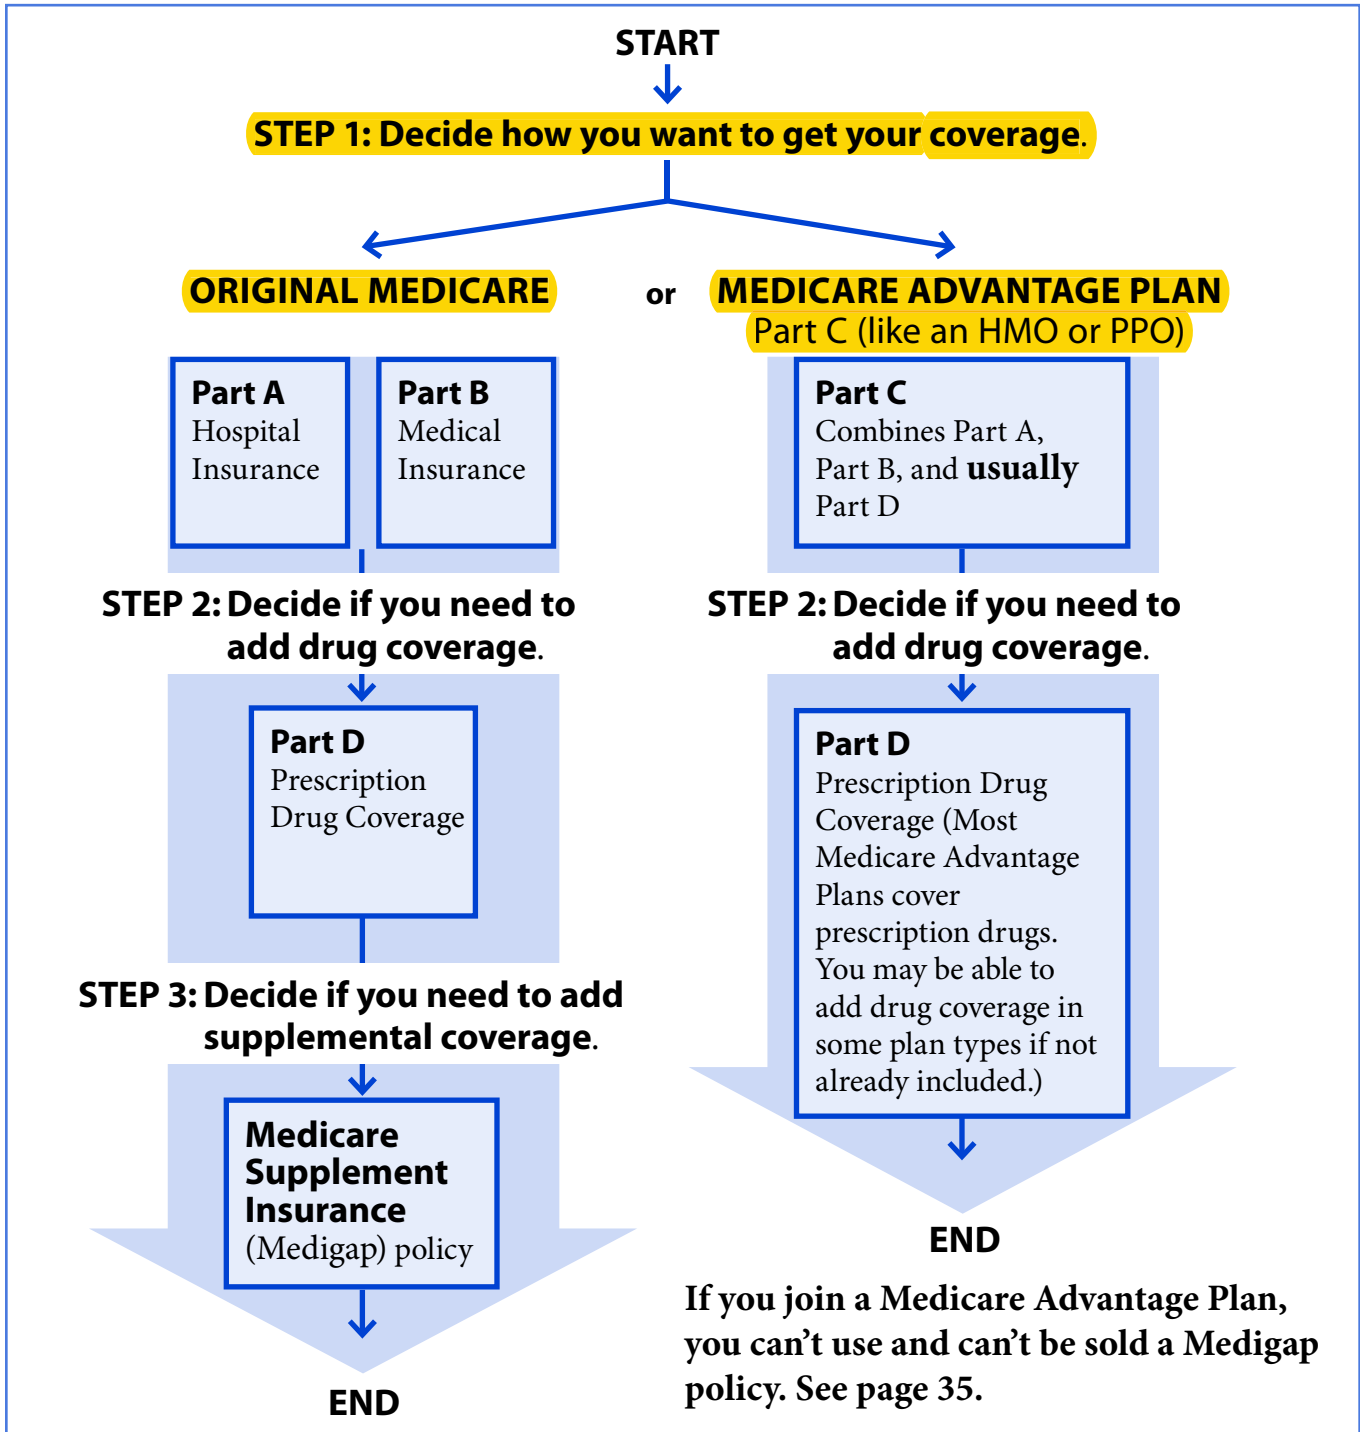 START
STEP 1: Decide how you want to get your coverage.
ORIGINAL MEDICARE
or
MEDICARE ADVANTAGE PLAN
Part C (like an HMO or PPO)
Part A
Hospital
Insurance
Part B
Medical
Insurance
Part C
Combines Part A,
Part B, and usually
Part D
STEP 2: Decide if you need to
add drug coverage.
STEP 2: Decide if you need to
add drug coverage.
Part D
Prescription
Drug Coverage
Part D
Prescription Drug
Coverage (Most
Medicare Advantage
Plans cover
prescription drugs.
You may be able to
add drug coverage in
some plan types if not
already included.)
STEP 3: Decide if you need to add
supplemental coverage.
Medicare
Supplement
Insurance
(Medigap) policy
END
END
If you join a Medicare Advantage Plan,
you can’t use and can’t be sold a Medigap
policy. See page 35.